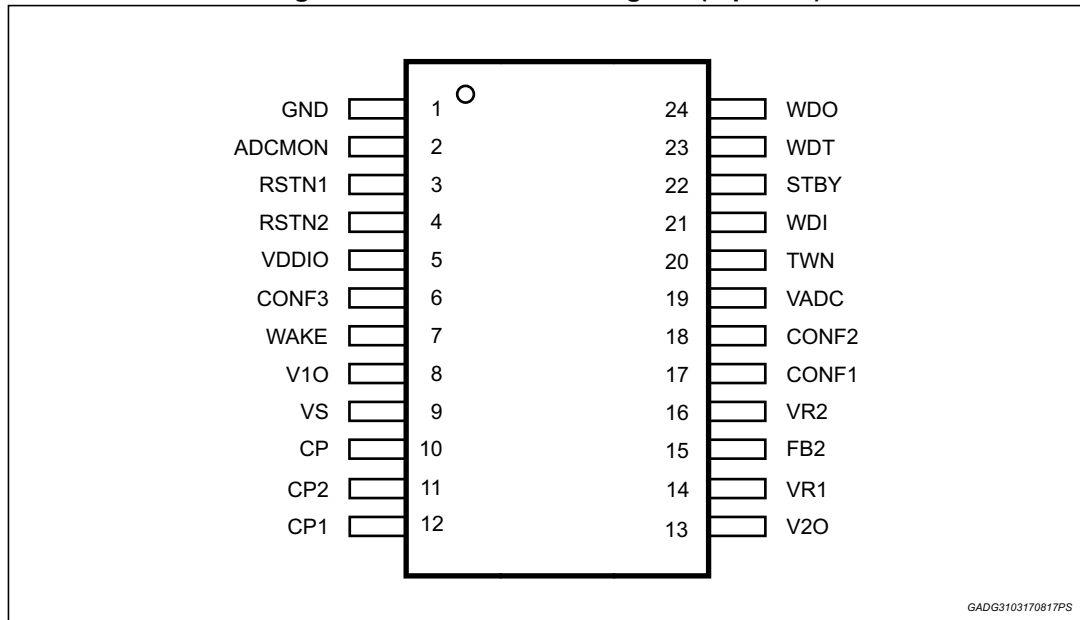 GND 1 24 WDO
ADCMON 2 23 WDT
RSTN1 3 22 STBY
RSTN2 4 21 WDI
VDDIO 5 20 TWN
CONF3 6 19 VADC
WAKE 7 18 CONF2
V1O 8 17 CONF1
VS 9 16 VR2
CP 10 15 FB2
CP2 11 14 VR1
CP1 12 13 V2O
GADG3103170817PS